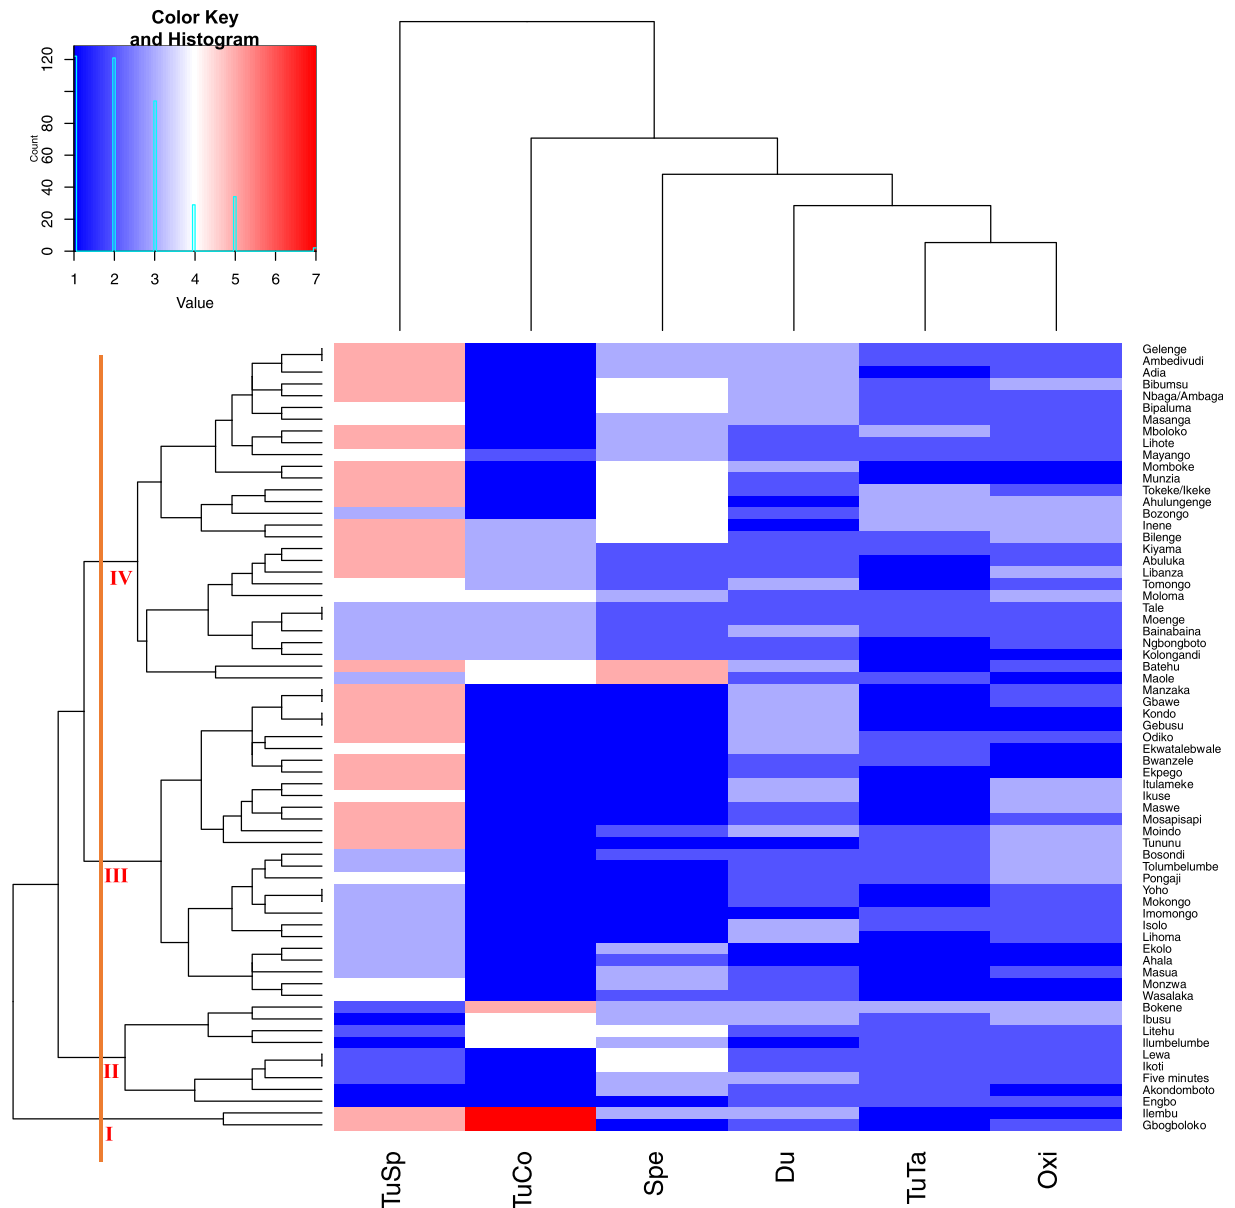 Color Key
and Histogram
Count
0
20
40
60
80
120
1 2 3 4 5 6 7
Value
IV
III
II
I
Gelenge
Ambedivudi
Adia
Bibumsu
Nbaga/Ambaga
Bipaluma
Masanga
Mboloko
Lihote
Mayango
Momboke
Munzia
Tokeke/Ikeke
Ahulungenge
Bozongo
Inene
Bilenge
Kiyama
Abuluka
Libanza
Tomongo
Moloma
Tale
Moenge
Bainabaina
Ngbongboto
Kolongandi
Batehu
Maole
Manzaka
Gbawe
Kondo
Gebusu
Odiko
Ekwatalebwale
Bwanzele
Ekpego
Itulameke
Ikuse
Maswe
Mosapisapi
Moindo
Tununu
Bosondi
Tolumbelumbe
Pongaji
Yoho
Mokongo
Imomongo
Isolo
Lihoma
Ekolo
Ahala
Masua
Monzwa
Wasalaka
Bokene
Ibusu
Litehu
Ilumbelumbe
Lewa
Ikoti
Five minutes
Akondomboto
Engbo
Ilembu
Gbogboloko
TuSp
TuCo
Spe
Du
TuTa
Oxi